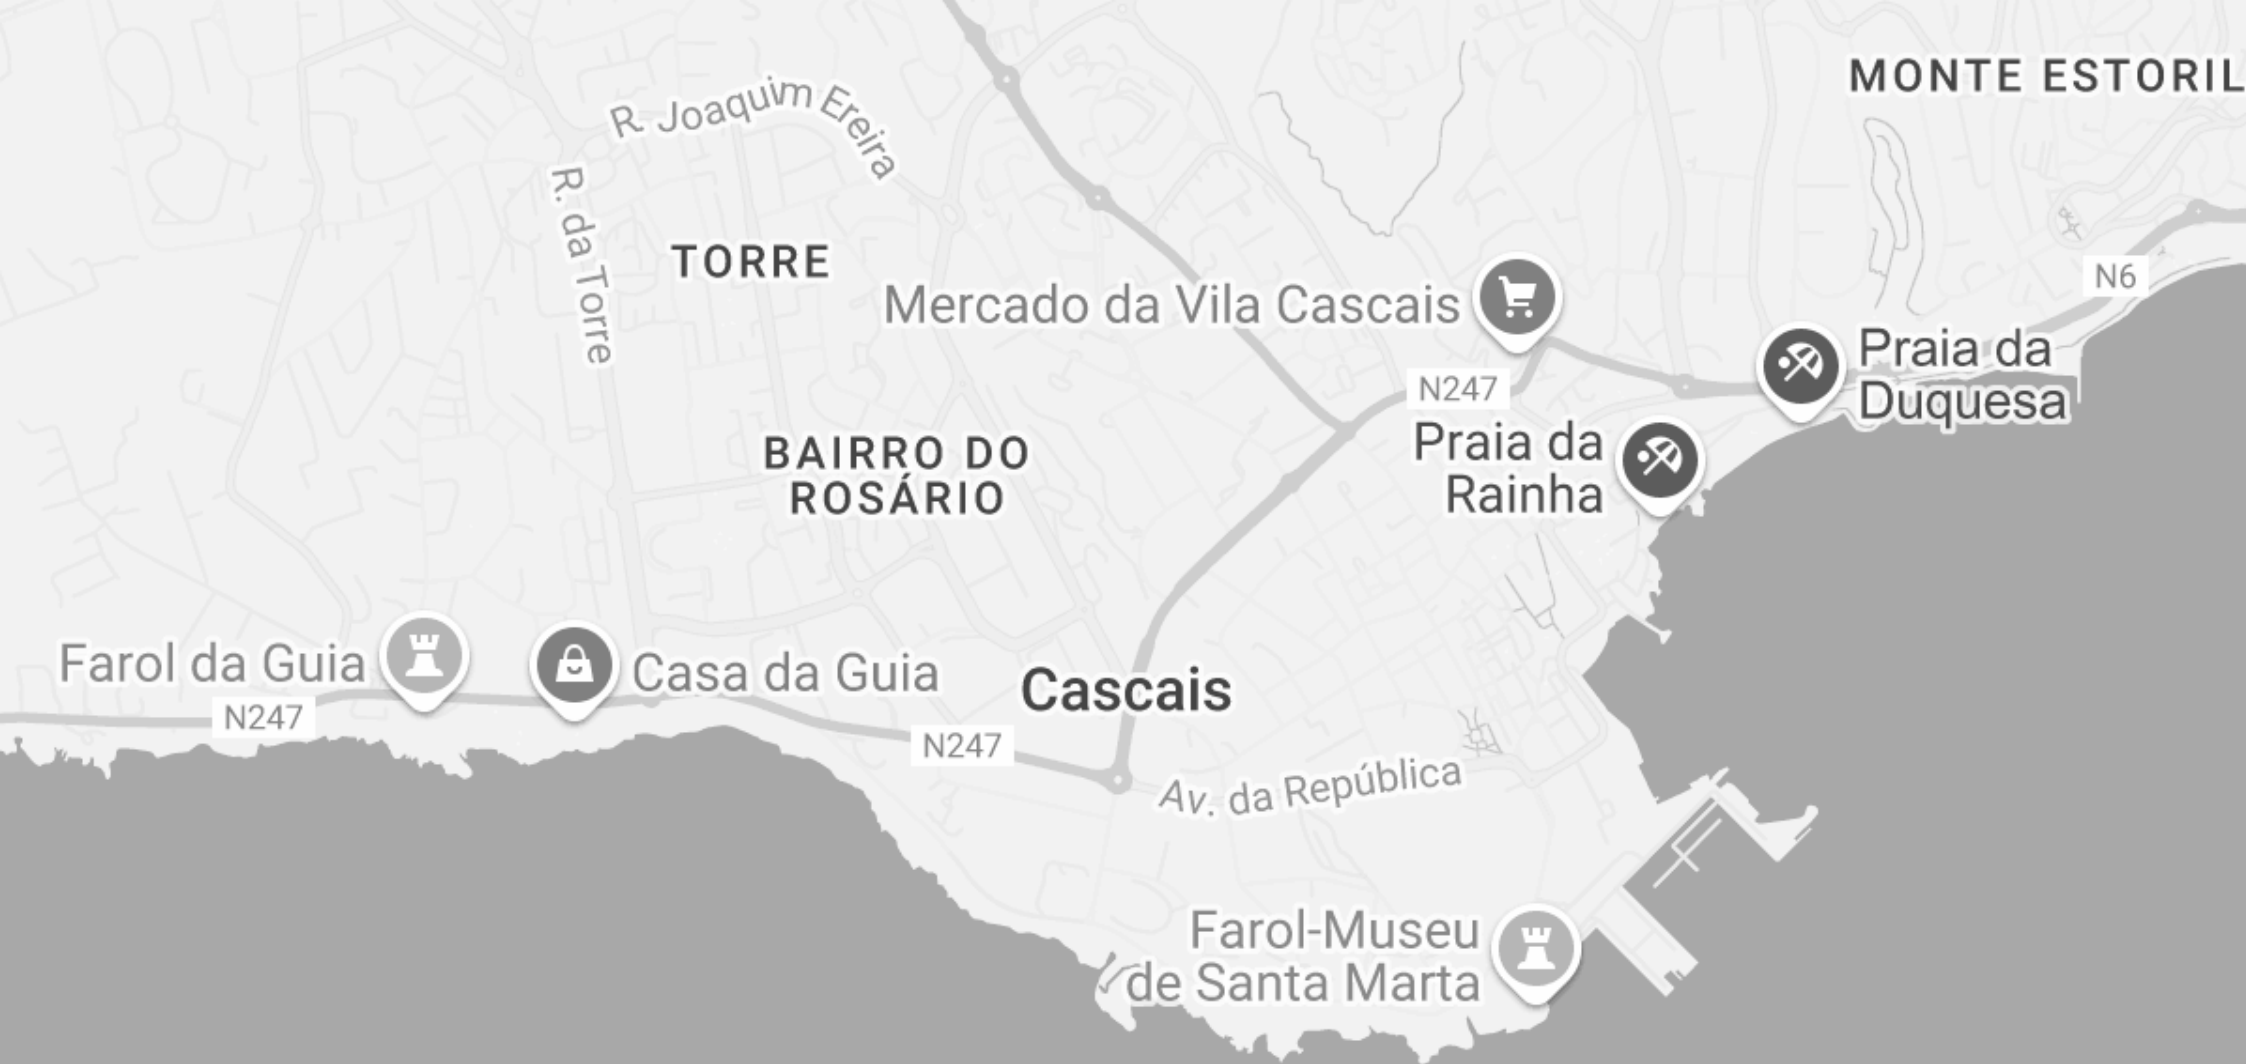 MONTE ESTORIL
R. Joaquim Ereira
R. da Torre
TORRE
Mercado da Vila Cascais
N6
Praia da
Duquesa
N247
Praia da
Rainha
BAIRRO DO
ROSÁRIO
Farol da Guia
Casa da Guia
Cascais
N247
N247
Av. da República
Farol-Museu
de Santa Marta